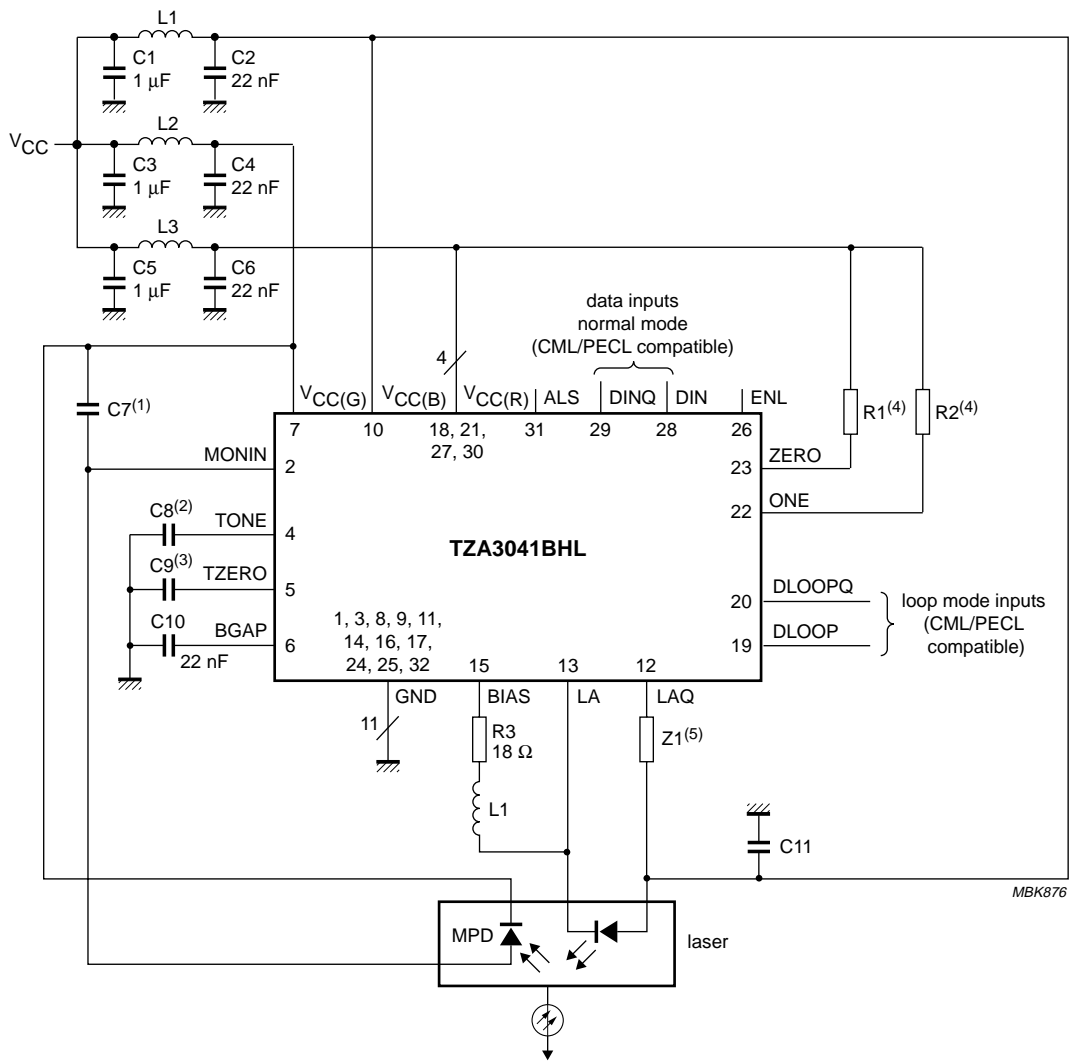 L1
C1
1 μF
C2
22 nF
L2
VCC
C3
1 μF
C4
22 nF
L3
C5
1 μF
C6
22 nF
data inputs
normal mode
(CML/PECL compatible)
4
C7(1)
VCC(G)
VCC(B)
VCC(R)
ALS
DINQ
DIN
ENL
R1(4)
R2(4)
7
10
18, 21,
27, 30
31
29
28
26
MONIN
2
23
ZERO
C8(2)
TONE
4
22
ONE
TZA3041BHL
C9(3)
TZERO
5
20
DLOOPQ
loop mode inputs
(CML/PECL
compatible)
C10
22 nF
BGAP
6
1, 3, 8, 9, 11,
14, 16, 17,
24, 25, 32
19
DLOOP
15
13
12
GND
BIAS
LA
LAQ
11
R3
18 Ω
Z1(5)
L1
C11
MBK876
MPD
laser